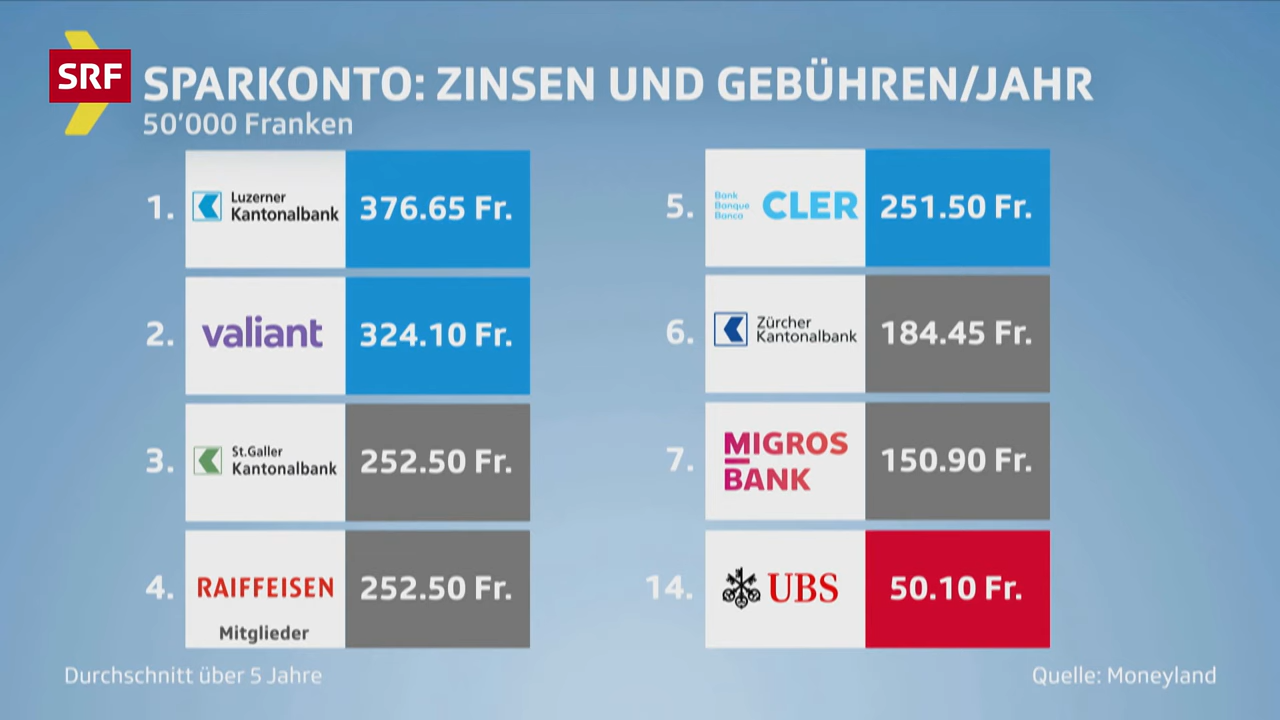 SRF
SPARKONTO: ZINSEN UND GEBÜHREN/JAHR
50’000 Franken
1.
Luzerner
Kantonalbank
376.65 Fr.
2.
valiant
324.10 Fr.
3.
St.Galler
Kantonalbank
252.50 Fr.
4.
RAIFFEISEN
Mitglieder
252.50 Fr.
5.
Bank
Banque
Banca
CLER
251.50 Fr.
6.
Zürcher
Kantonalbank
184.45 Fr.
7.
MIGROS
BANK
150.90 Fr.
14.
UBS
50.10 Fr.
Durchschnitt über 5 Jahre
Quelle: Moneyland